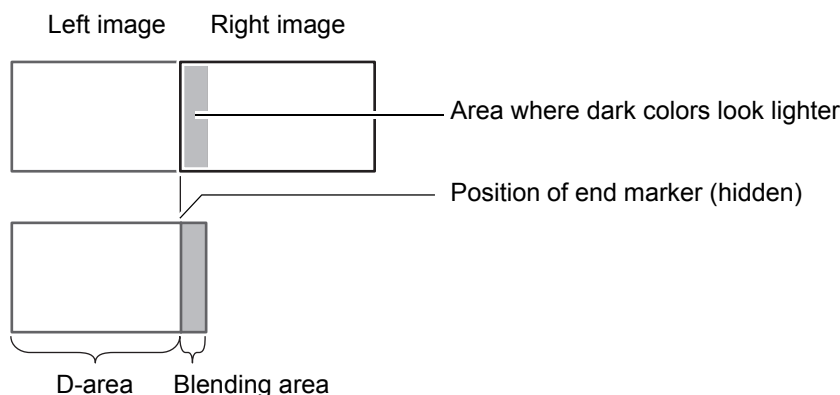 Left image Right image
Area where dark colors look lighter
Position of end marker (hidden)
D-area Blending area